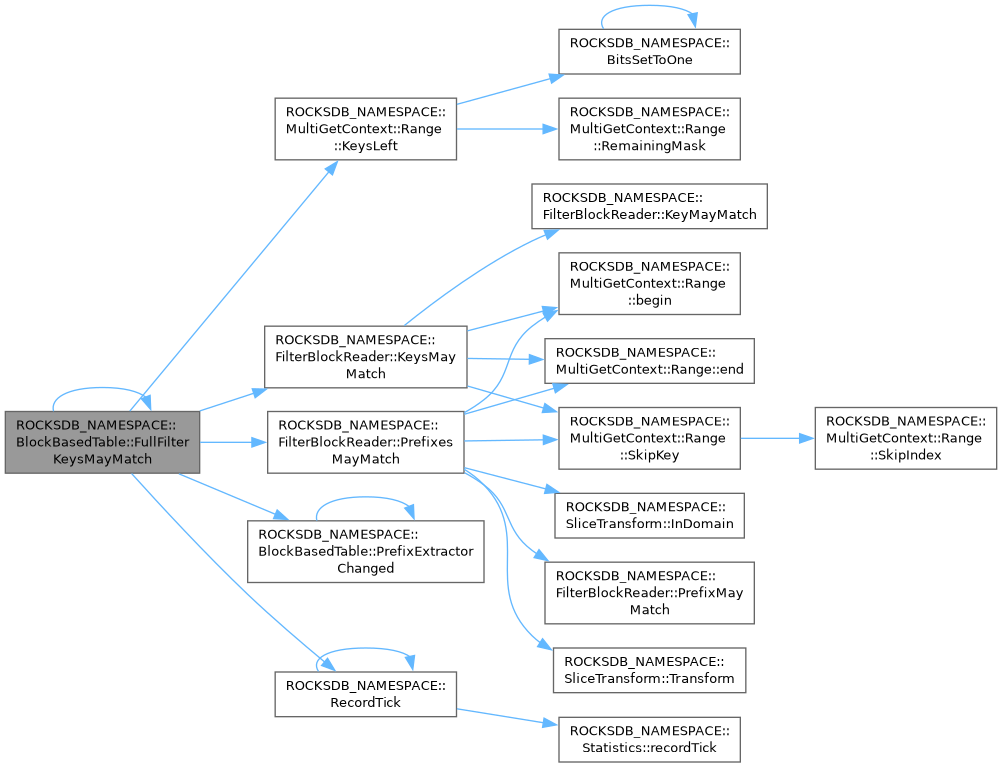 ROCKSDB_NAMESPACE::
BitsSetToOne
ROCKSDB_NAMESPACE::
MultiGetContext::Range
::KeysLeft
ROCKSDB_NAMESPACE::
MultiGetContext::Range
::RemainingMask
ROCKSDB_NAMESPACE::
FilterBlockReader::KeyMayMatch
ROCKSDB_NAMESPACE::
MultiGetContext::Range
::begin
ROCKSDB_NAMESPACE::
FilterBlockReader::KeysMay
Match
ROCKSDB_NAMESPACE::
MultiGetContext::Range::end
ROCKSDB_NAMESPACE::
BlockBasedTable::FullFilter
KeysMayMatch
ROCKSDB_NAMESPACE::
FilterBlockReader::Prefixes
MayMatch
ROCKSDB_NAMESPACE::
MultiGetContext::Range
::SkipKey
ROCKSDB_NAMESPACE::
MultiGetContext::Range
::SkipIndex
ROCKSDB_NAMESPACE::
SliceTransform::InDomain
ROCKSDB_NAMESPACE::
BlockBasedTable::PrefixExtractor
Changed
ROCKSDB_NAMESPACE::
FilterBlockReader::PrefixMay
Match
ROCKSDB_NAMESPACE::
SliceTransform::Transform
ROCKSDB_NAMESPACE::
RecordTick
ROCKSDB_NAMESPACE::
Statistics::recordTick